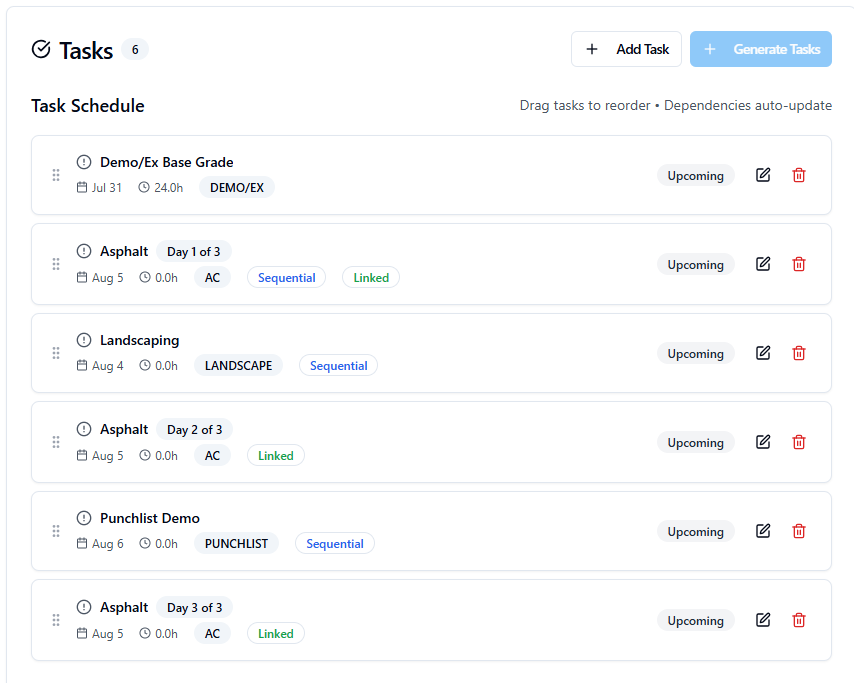 Tasks 6 Add Task Generate Tasks
Task Schedule Drag tasks to reorder • Dependencies auto-update
Demo/Ex Base Grade
Jul 31 24.0h DEMO/EX Upcoming
Asphalt Day 1 of 3
Aug 5 0.0h AC Sequential Linked Upcoming
Landscaping
Aug 4 0.0h LANDSCAPE Sequential Upcoming
Asphalt Day 2 of 3
Aug 5 0.0h AC Linked Upcoming
Punchlist Demo
Aug 6 0.0h PUNCHLIST Sequential Upcoming
Asphalt Day 3 of 3
Aug 5 0.0h AC Linked Upcoming